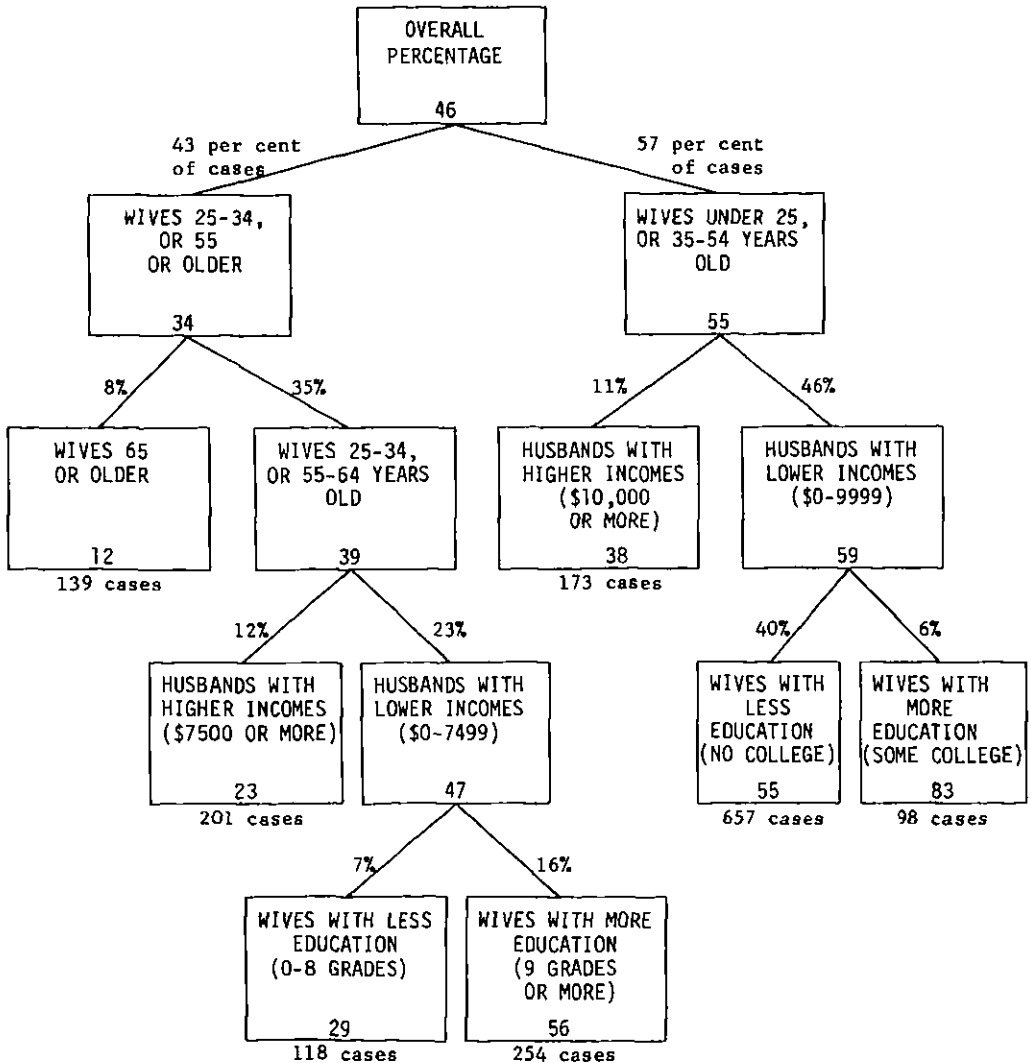 OVERALL
PERCENTAGE
46
43 per cent
of cases
57 per cent
of cases
WIVES 25-34,
OR 55
OR OLDER
34
WIVES UNDER 25,
OR 35-54 YEARS
OLD
55
8%
35%
11%
46%
WIVES 65
OR OLDER
12
139 cases
WIVES 25-34,
OR 55-64 YEARS
OLD
39
HUSBANDS WITH
HIGHER INCOMES
($10,000
OR MORE)
38
173 cases
HUSBANDS WITH
LOWER INCOMES
($0-9999)
59
12%
23%
40%
6%
HUSBANDS WITH
HIGHER INCOMES
($7500 OR MORE)
23
201 cases
HUSBANDS WITH
LOWER INCOMES
($0-7499)
47
WIVES WITH
LESS
EDUCATION
(NO COLLEGE)
55
657 cases
WIVES WITH
MORE
EDUCATION
(SOME COLLEGE)
83
98 cases
7%
16%
WIVES WITH LESS
EDUCATION
(0-8 GRADES)
29
118 cases
WIVES WITH MORE
EDUCATION
(9 GRADES
OR MORE)
56
254 cases